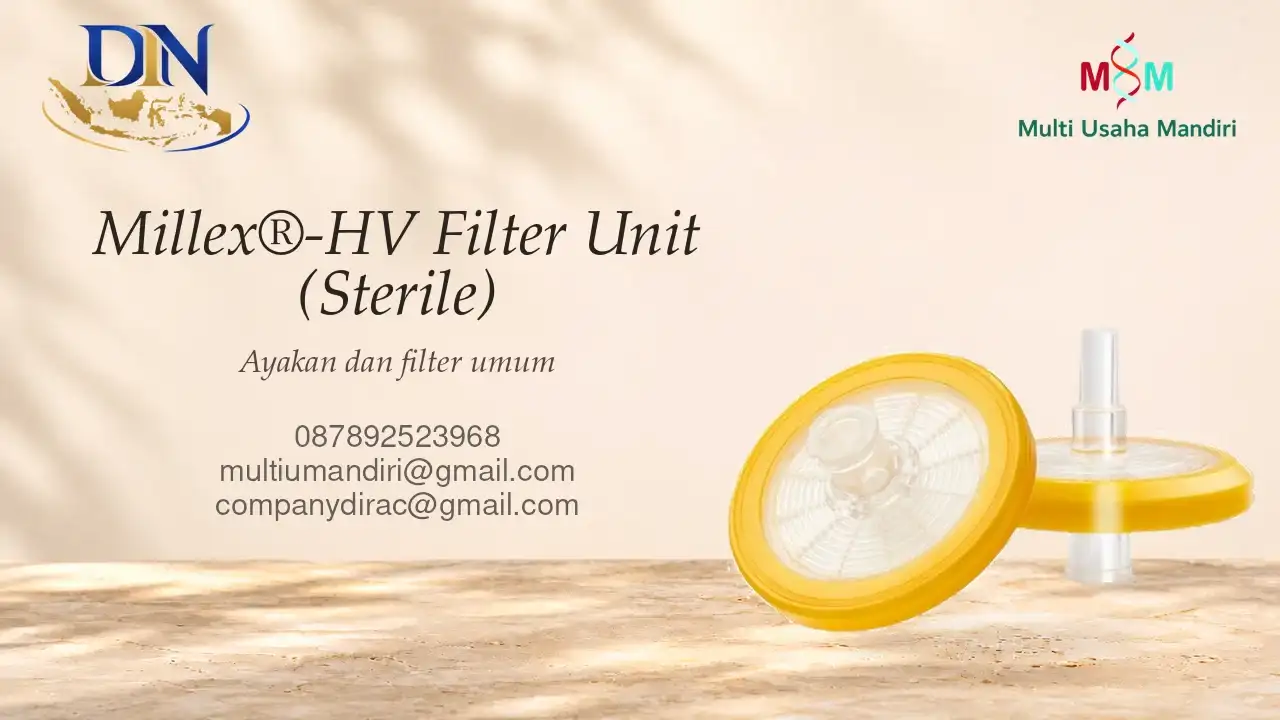 DN
M M
Multi Usaha Mandiri
Millex®-HV Filter Unit
(Sterile)
Ayakan dan filter umum
087892523968
multiumandiri@gmail.com
companydirac@gmail.com